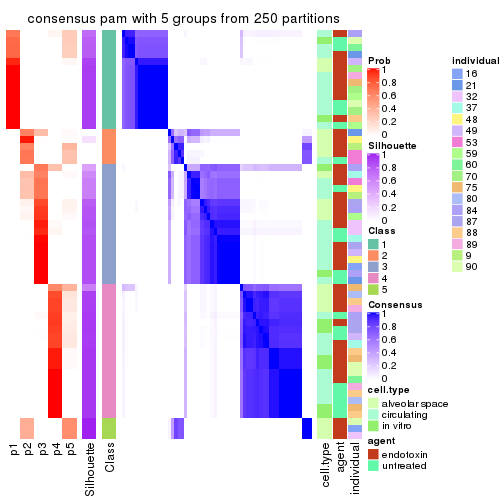 consensus pam with 5 groups from 250 partitions
p1
p2
p3
p4
p5
Silhouette
Class
cell.type
agent
individual
Prob
1
0.8
0.6
0.4
0.2
0
Silhouette
1
0.8
0.6
0.4
0.2
0
Class
1
2
3
4
5
Consensus
1
0.8
0.6
0.4
0.2
0
cell.type
alveolar space
circulating
in vitro
agent
endotoxin
untreated
individual
16
21
32
37
48
49
53
59
60
70
75
80
84
87
88
89
9
90